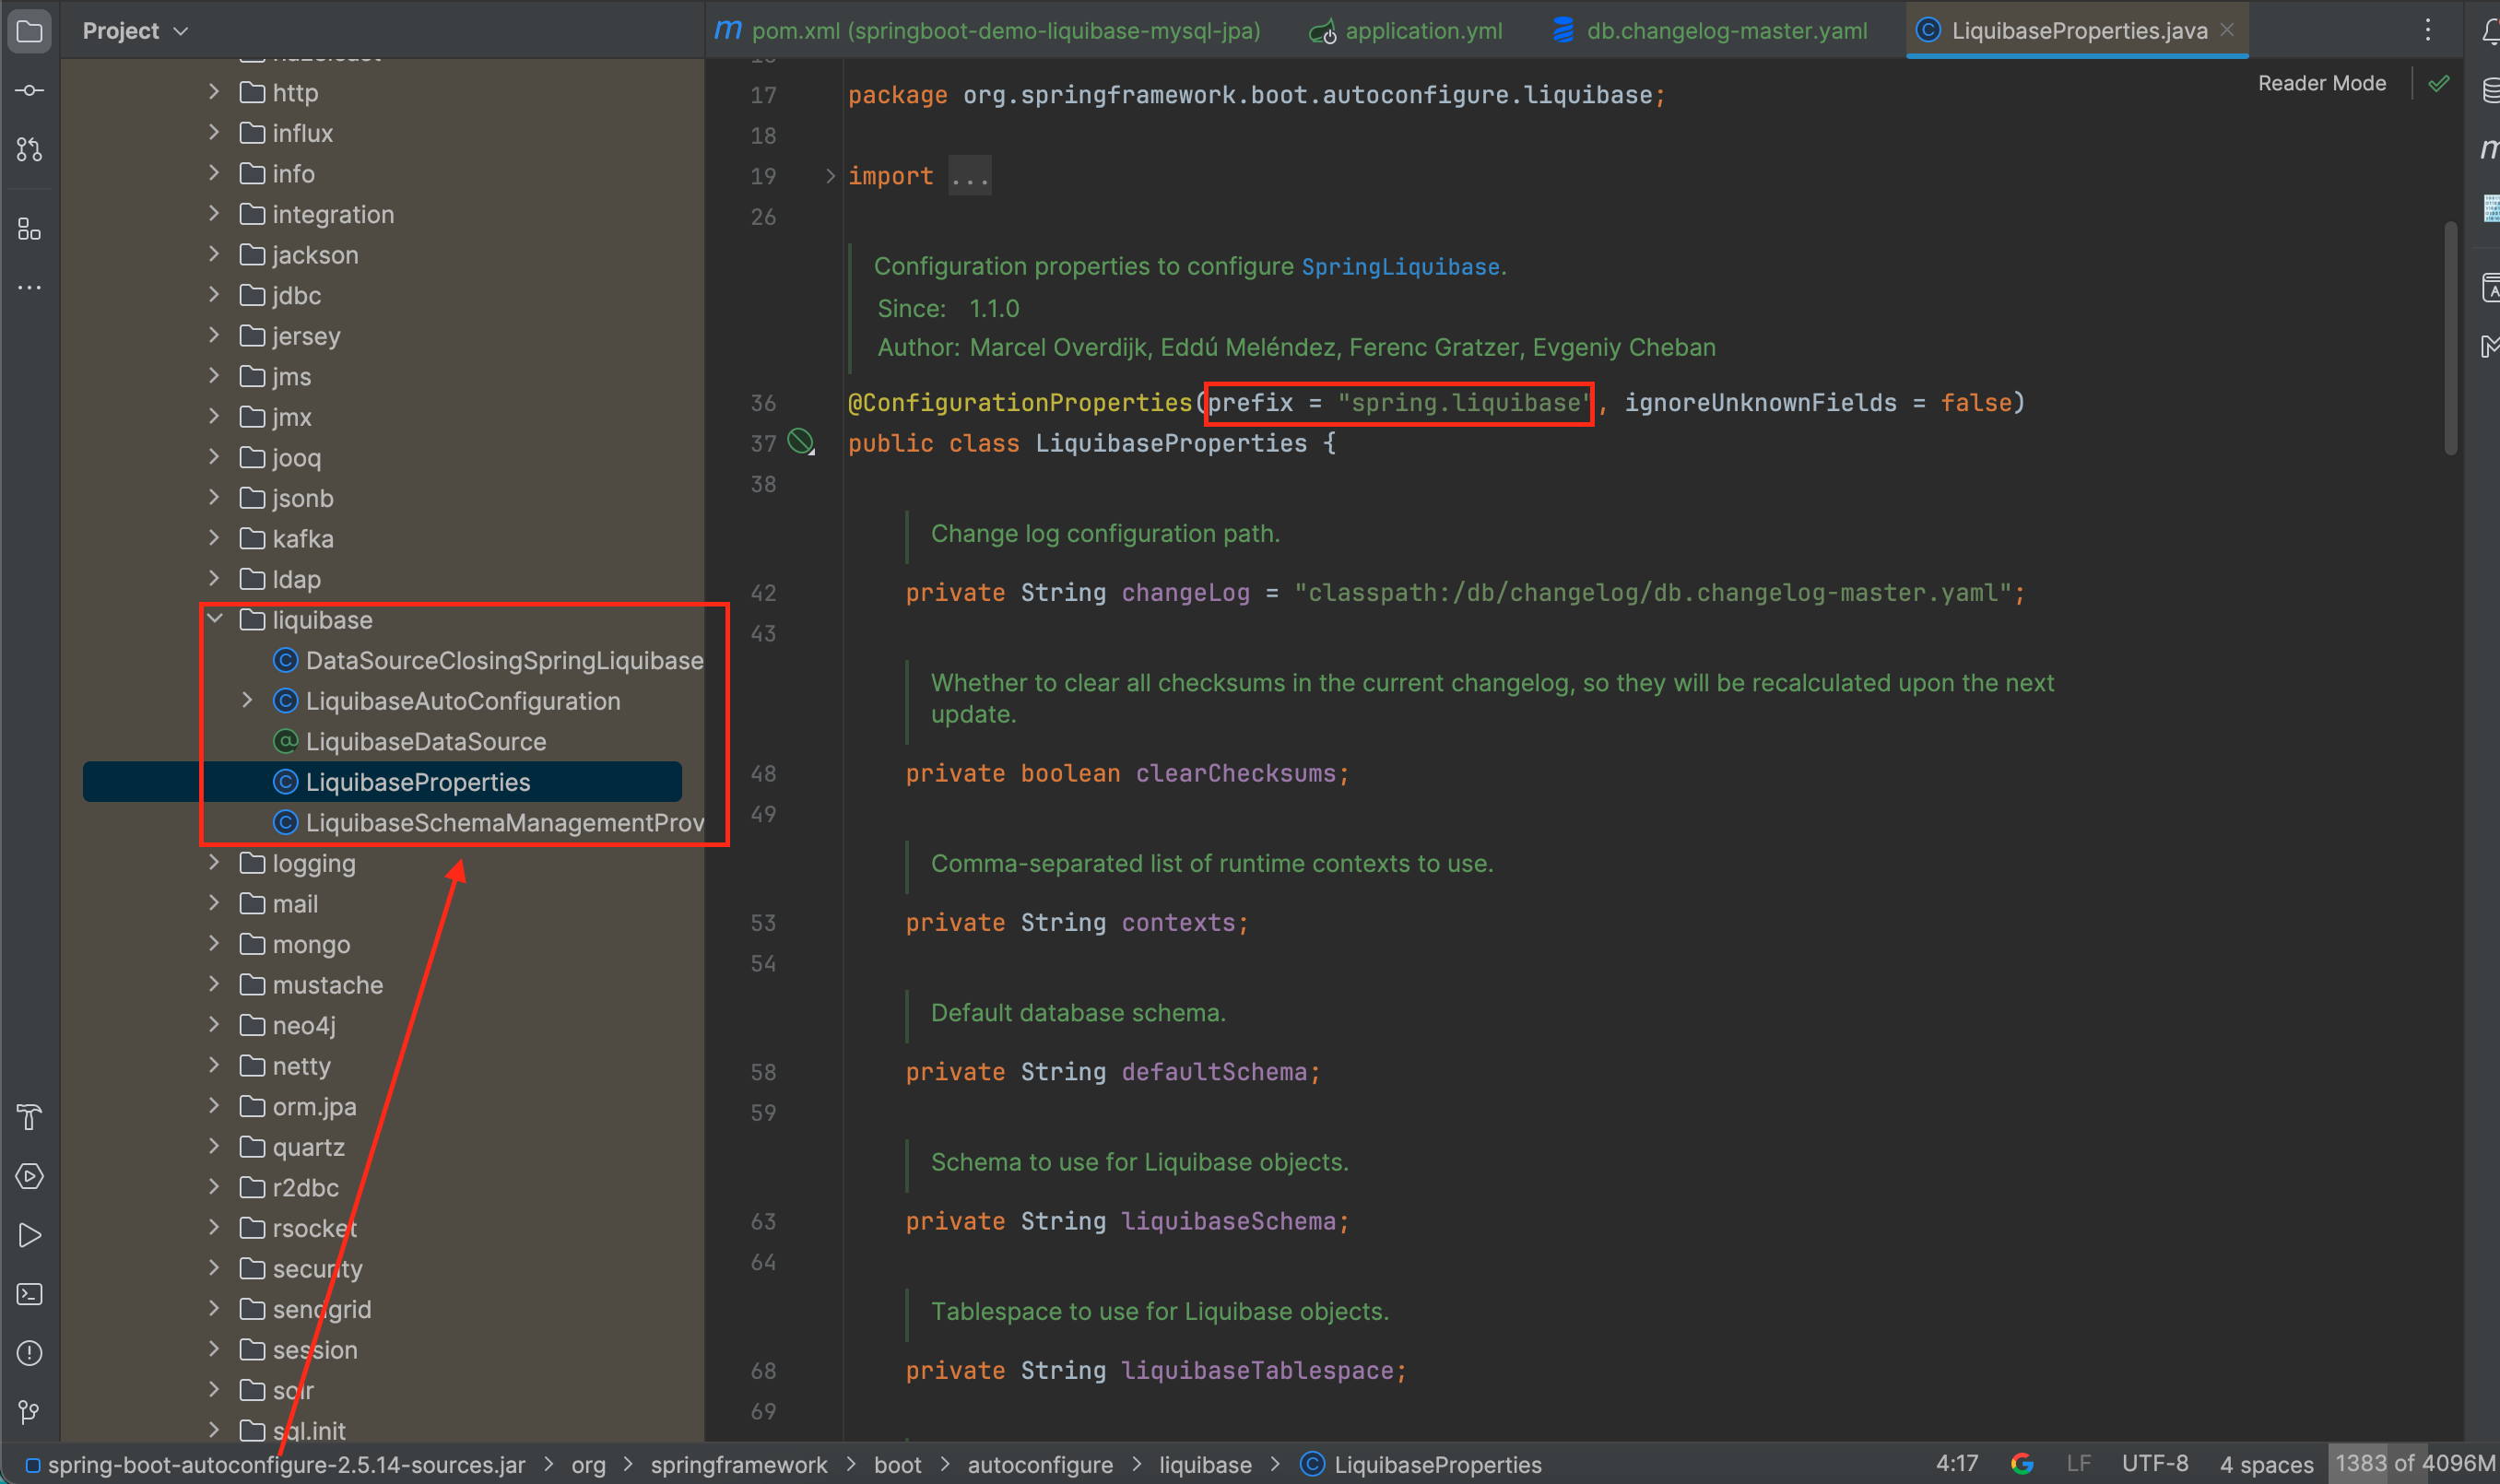 Project
pom.xml (springboot-demo-liquibase-mysql-jpa)
application.yml
db.changelog-master.yaml
LiquibaseProperties.java
Reader Mode
http
influx
info
integration
jackson
jdbc
jersey
jms
jmx
jooq
jsonb
kafka
ldap
liquibase
DataSourceClosingSpringLiquibase
LiquibaseAutoConfiguration
LiquibaseDataSource
LiquibaseProperties
LiquibaseSchemaManagementProv
logging
mail
mongo
mustache
neo4j
netty
orm.jpa
quartz
r2dbc
rsocket
security
sendgrid
session
solr
sql.init
17 package org.springframework.boot.autoconfigure.liquibase;
18
19 import ...
26
Configuration properties to configure SpringLiquibase.
Since: 1.1.0
Author: Marcel Overdijk, Eddú Meléndez, Ferenc Gratzer, Evgeniy Cheban
36 @ConfigurationProperties(prefix = "spring.liquibase", ignoreUnknownFields = false)
37 public class LiquibaseProperties {
38
Change log configuration path.
42 private String changeLog = "classpath:/db/changelog/db.changelog-master.yaml";
43
Whether to clear all checksums in the current changelog, so they will be recalculated upon the next
update.
48 private boolean clearChecksums;
49
Comma-separated list of runtime contexts to use.
53 private String contexts;
54
Default database schema.
58 private String defaultSchema;
59
Schema to use for Liquibase objects.
63 private String liquibaseSchema;
64
Tablespace to use for Liquibase objects.
68 private String liquibaseTablespace;
69
spring-boot-autoconfigure-2.5.14-sources.jar > org > springframework > boot > autoconfigure > liquibase > LiquibaseProperties
4:17 LF UTF-8 4 spaces 1383 of 4096M